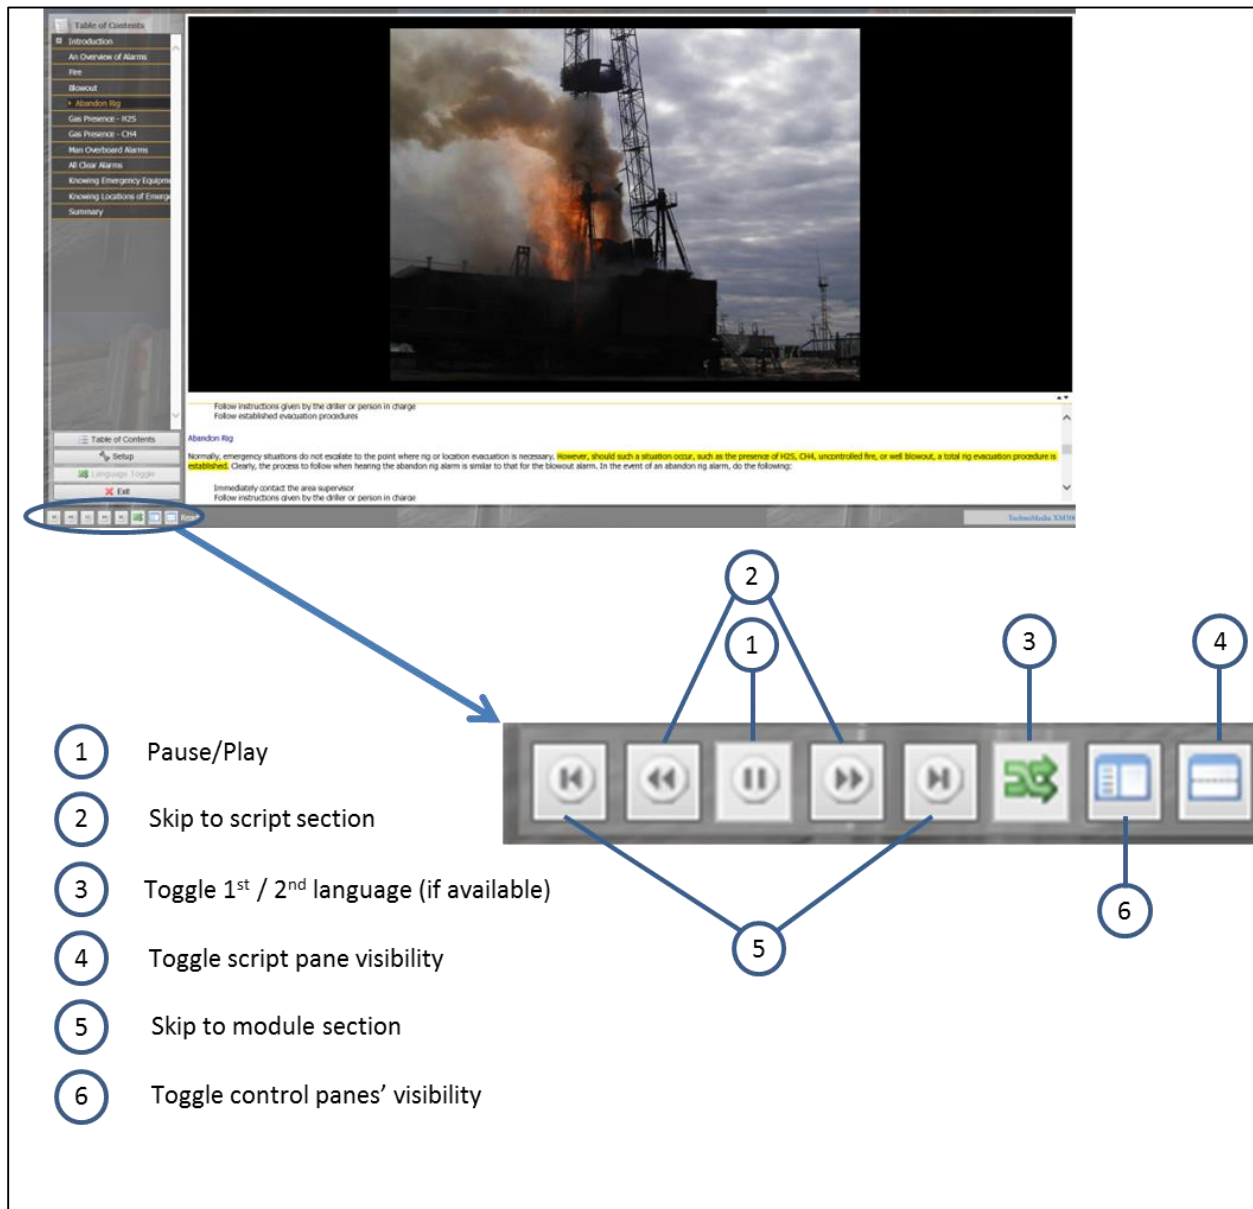 Table of Contents
Introduction
An Overview of Alarms
Fire
Blowout
Abandon Rig
Gas Presence - H2S
Gas Presence - CH4
Man Overboard Alarms
All Clear Alarms
Knowing Emergency Equipme
Knowing Locations of Emerge
Summary
Table of Contents
Setup
Language Toggle
Exit
Follow instructions given by the driller or person in charge
Follow established evacuation procedures
Abandon Rig
Normally, emergency situations do not escalate to the point where rig or location evacuation is necessary. However, should such a situation occur, such as the presence of H2S, CH4, uncontrolled fire, or well blowout, a total rig evacuation procedure is
established. Clearly, the process to follow when hearing the abandon rig alarm is similar to that for the blowout alarm. In the event of an abandon rig alarm, do the following:
Immediately contact the area supervisor
Follow instructions given by the driller or person in charge
2
1
3
4
5
6
1 Pause/Play
2 Skip to script section
3 Toggle 1st / 2nd language (if available)
4 Toggle script pane visibility
5 Skip to module section
6 Toggle control panes’ visibility